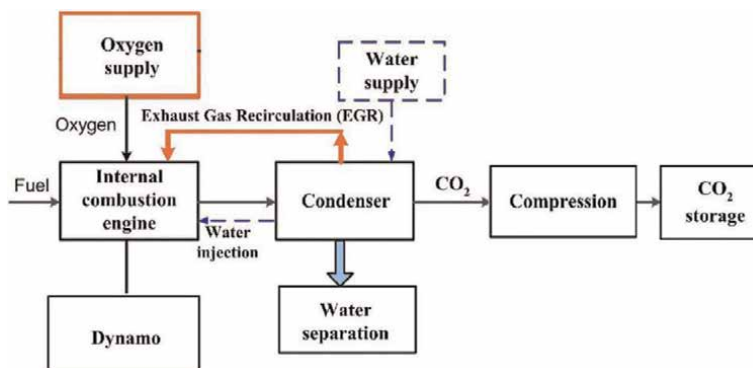 Oxygen
supply
Water
supply
Exhaust Gas Recirculation (EGR)
Oxygen
Fuel
Internal
combustion
engine
Condenser
CO₂
Compression
CO₂
storage
Water
injection
Dynamo
Water
separation